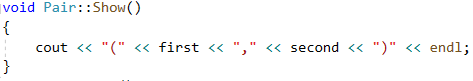 void Pair::Show()
{
    cout << "(" << first << "," << second << ")" << endl;
}